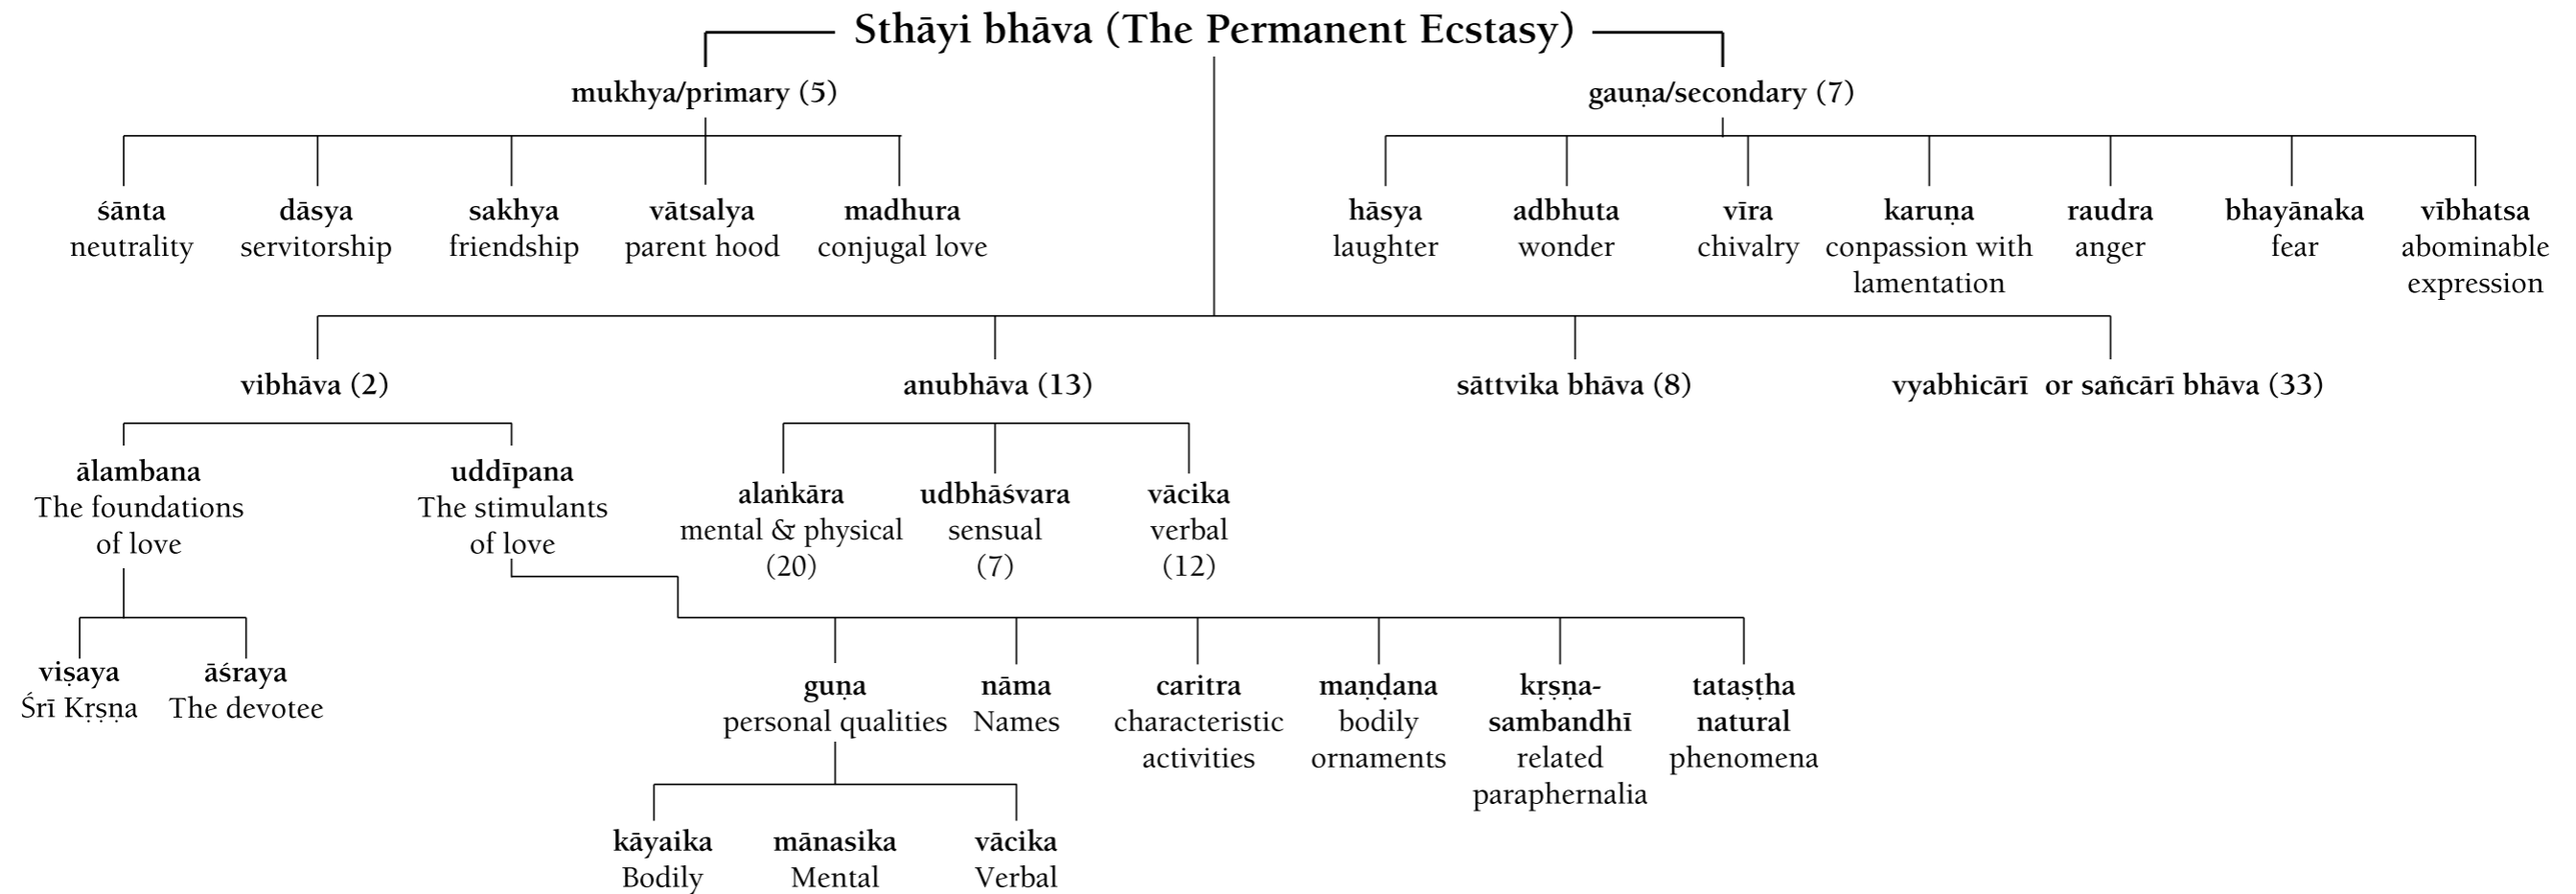 Sthāyi bhāva (The Permanent Ecstasy)
mukhya/primary (5)
gauṇa/secondary (7)
śānta
neutrality
dāsya
servitorship
sakhya
friendship
vātsalya
parent hood
madhura
conjugal love
hāsya
laughter
adbhuta
wonder
vīra
chivalry
karuṇa
conpassion with
lamentation
raudra
anger
bhayānaka
fear
vībhatsa
abominable
expression
vibhāva (2)
anubhāva (13)
sāttvika bhāva (8)
vyabhicārī or sañcārī bhāva (33)
ālambana
The foundations
of love
uddīpana
The stimulants
of love
alaṅkāra
mental & physical
(20)
udbhāśvara
sensual
(7)
vācika
verbal
(12)
viṣaya
Śrī Kṛṣṇa
āśraya
The devotee
guṇa
personal qualities
nāma
Names
caritra
characteristic
activities
maṇḍana
bodily
ornaments
kṛṣṇa-
sambandhī
related
paraphernalia
tataṣṭha
natural
phenomena
kāyaika
Bodily
mānasika
Mental
vācika
Verbal